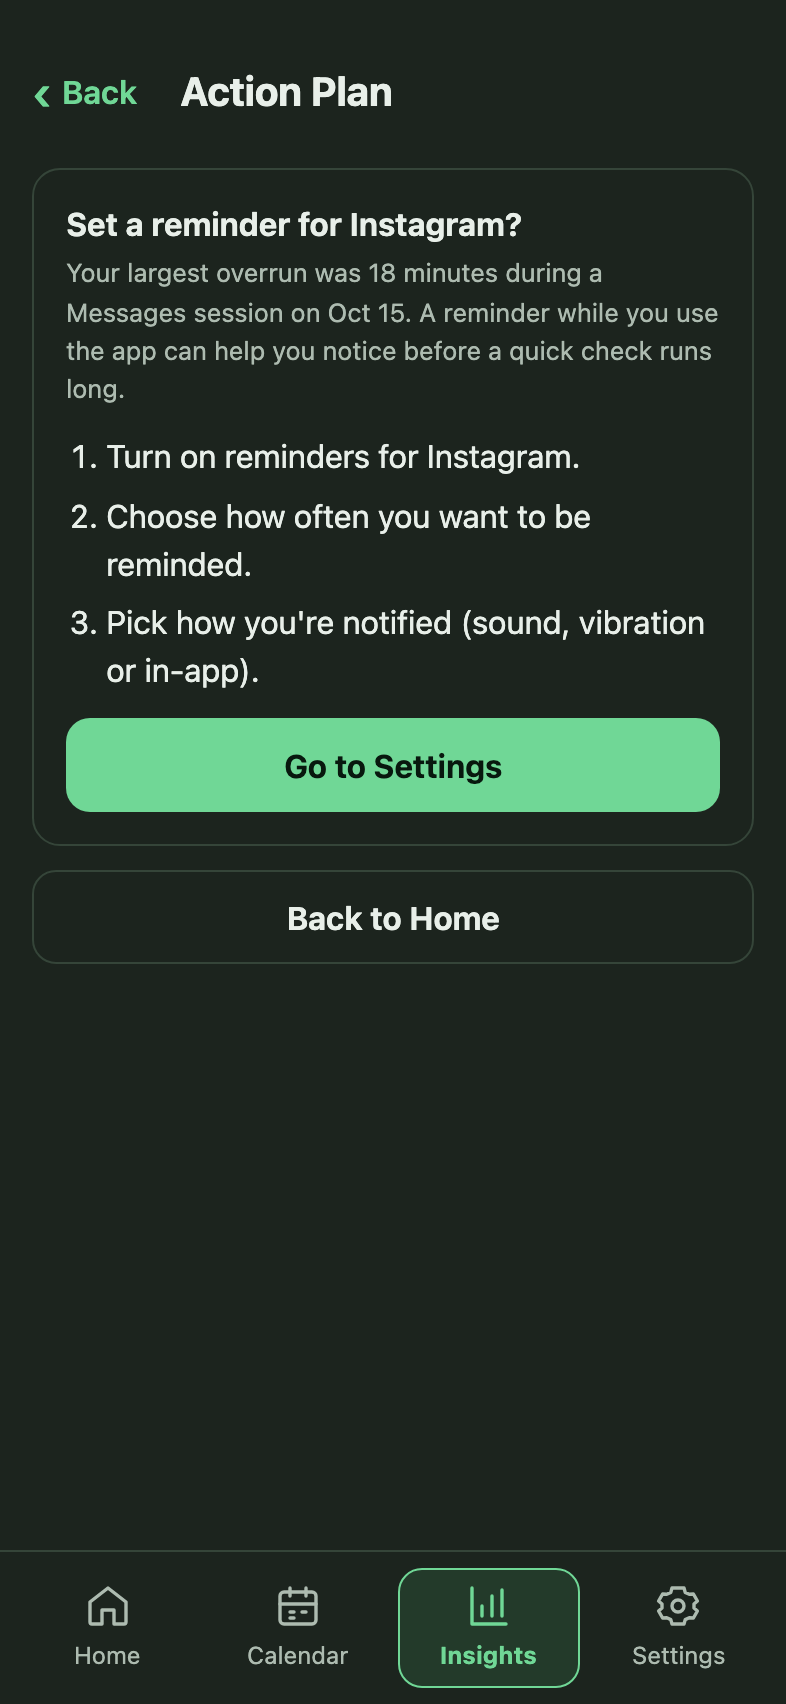 ‹ Back Action Plan
Set a reminder for Instagram?
Your largest overrun was 18 minutes during a
Messages session on Oct 15. A reminder while you use
the app can help you notice before a quick check runs
long.
1. Turn on reminders for Instagram.
2. Choose how often you want to be
reminded.
3. Pick how you're notified (sound, vibration
or in-app).
Go to Settings
Back to Home
Home Calendar Insights Settings